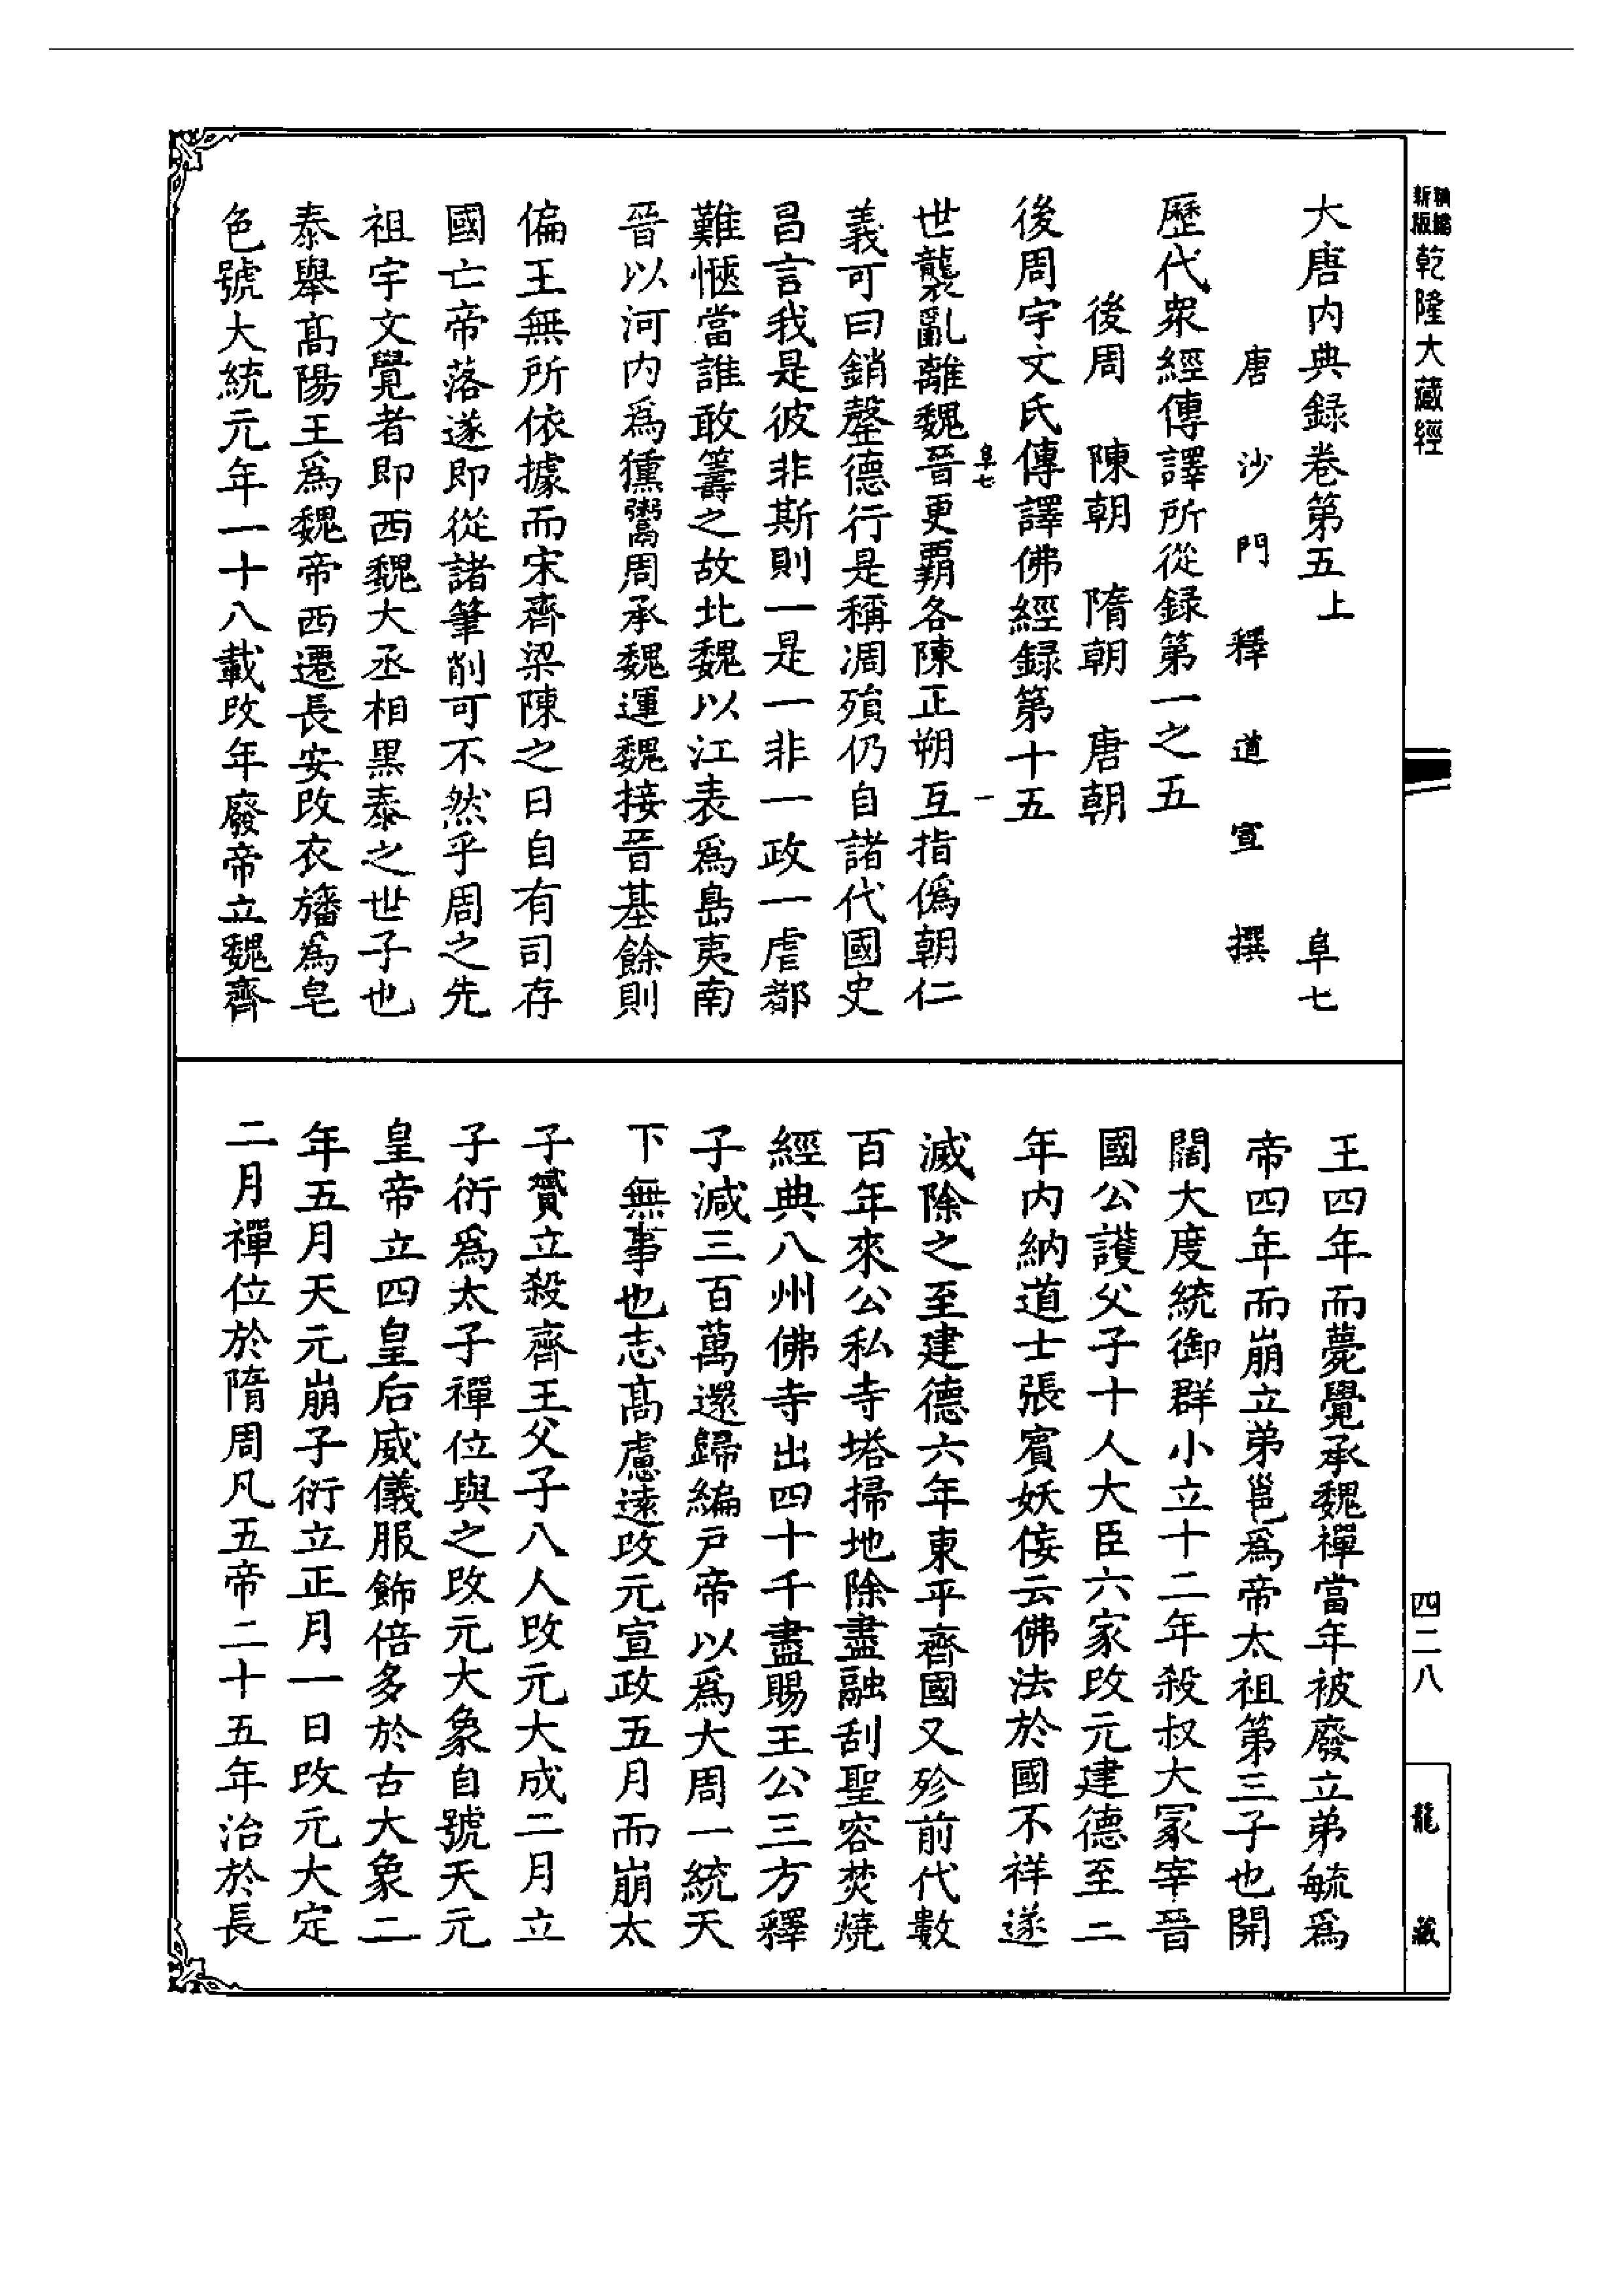 新編
新版
乾隆大藏經
四二八
龍藏
大唐內典録卷第五上 阜七
唐沙門釋道宣撰
歷代衆經傳譯所從録第一之五
後周 陳朝 隋朝 唐朝
後周宇文氏傳譯佛經録第十五
阜七 一
世襲亂離魏晉更霸各陳正朔互指僞朝仁
義可曰銷罄德行是稱凋殞仍自諸代國史
昌言我是彼非斯則一是一非一政一虐都
難愜當誰敢籌之故北魏以江表爲島夷南
晉以河內爲獯鬻周承魏運魏接晉基餘則
偏王無所依據而宋齊梁陳之日自有司存
國亡帝落遂即從諸筆削可不然乎周之先
祖宇文覺者即西魏大丞相黑泰之世子也
泰舉髙陽王爲魏帝西遷長安改衣旛爲皂
色號大統元年一十八載改年廢帝立魏齊
王四年而薨覺承魏禪當年被廢立弟毓爲
帝四年而崩立弟邕爲帝太祖第三子也開
闊大度統御群小立十二年殺叔大冡宰晉
國公護父子十人大臣六家改元建德至二
年內納道士張賓妖佞云佛法於國不祥遂
滅除之至建德六年東平齊國又殄前代數
百年來公私寺塔掃地除盡融刮聖容焚燒
經典八州佛寺出四十千盡賜王公三方釋
子減三百萬還歸編戸帝以爲大周一統天
下無事也志髙慮遠改元宣政五月而崩太
子贇立殺齊王父子八人改元大成二月立
子衍爲太子禪位與之改元大象自號天元
皇帝立四皇后威儀服飾倍多於古大象二
年五月天元崩子衍立正月一日改元大定
二月禪位於隋周凡五帝二十五年治於長